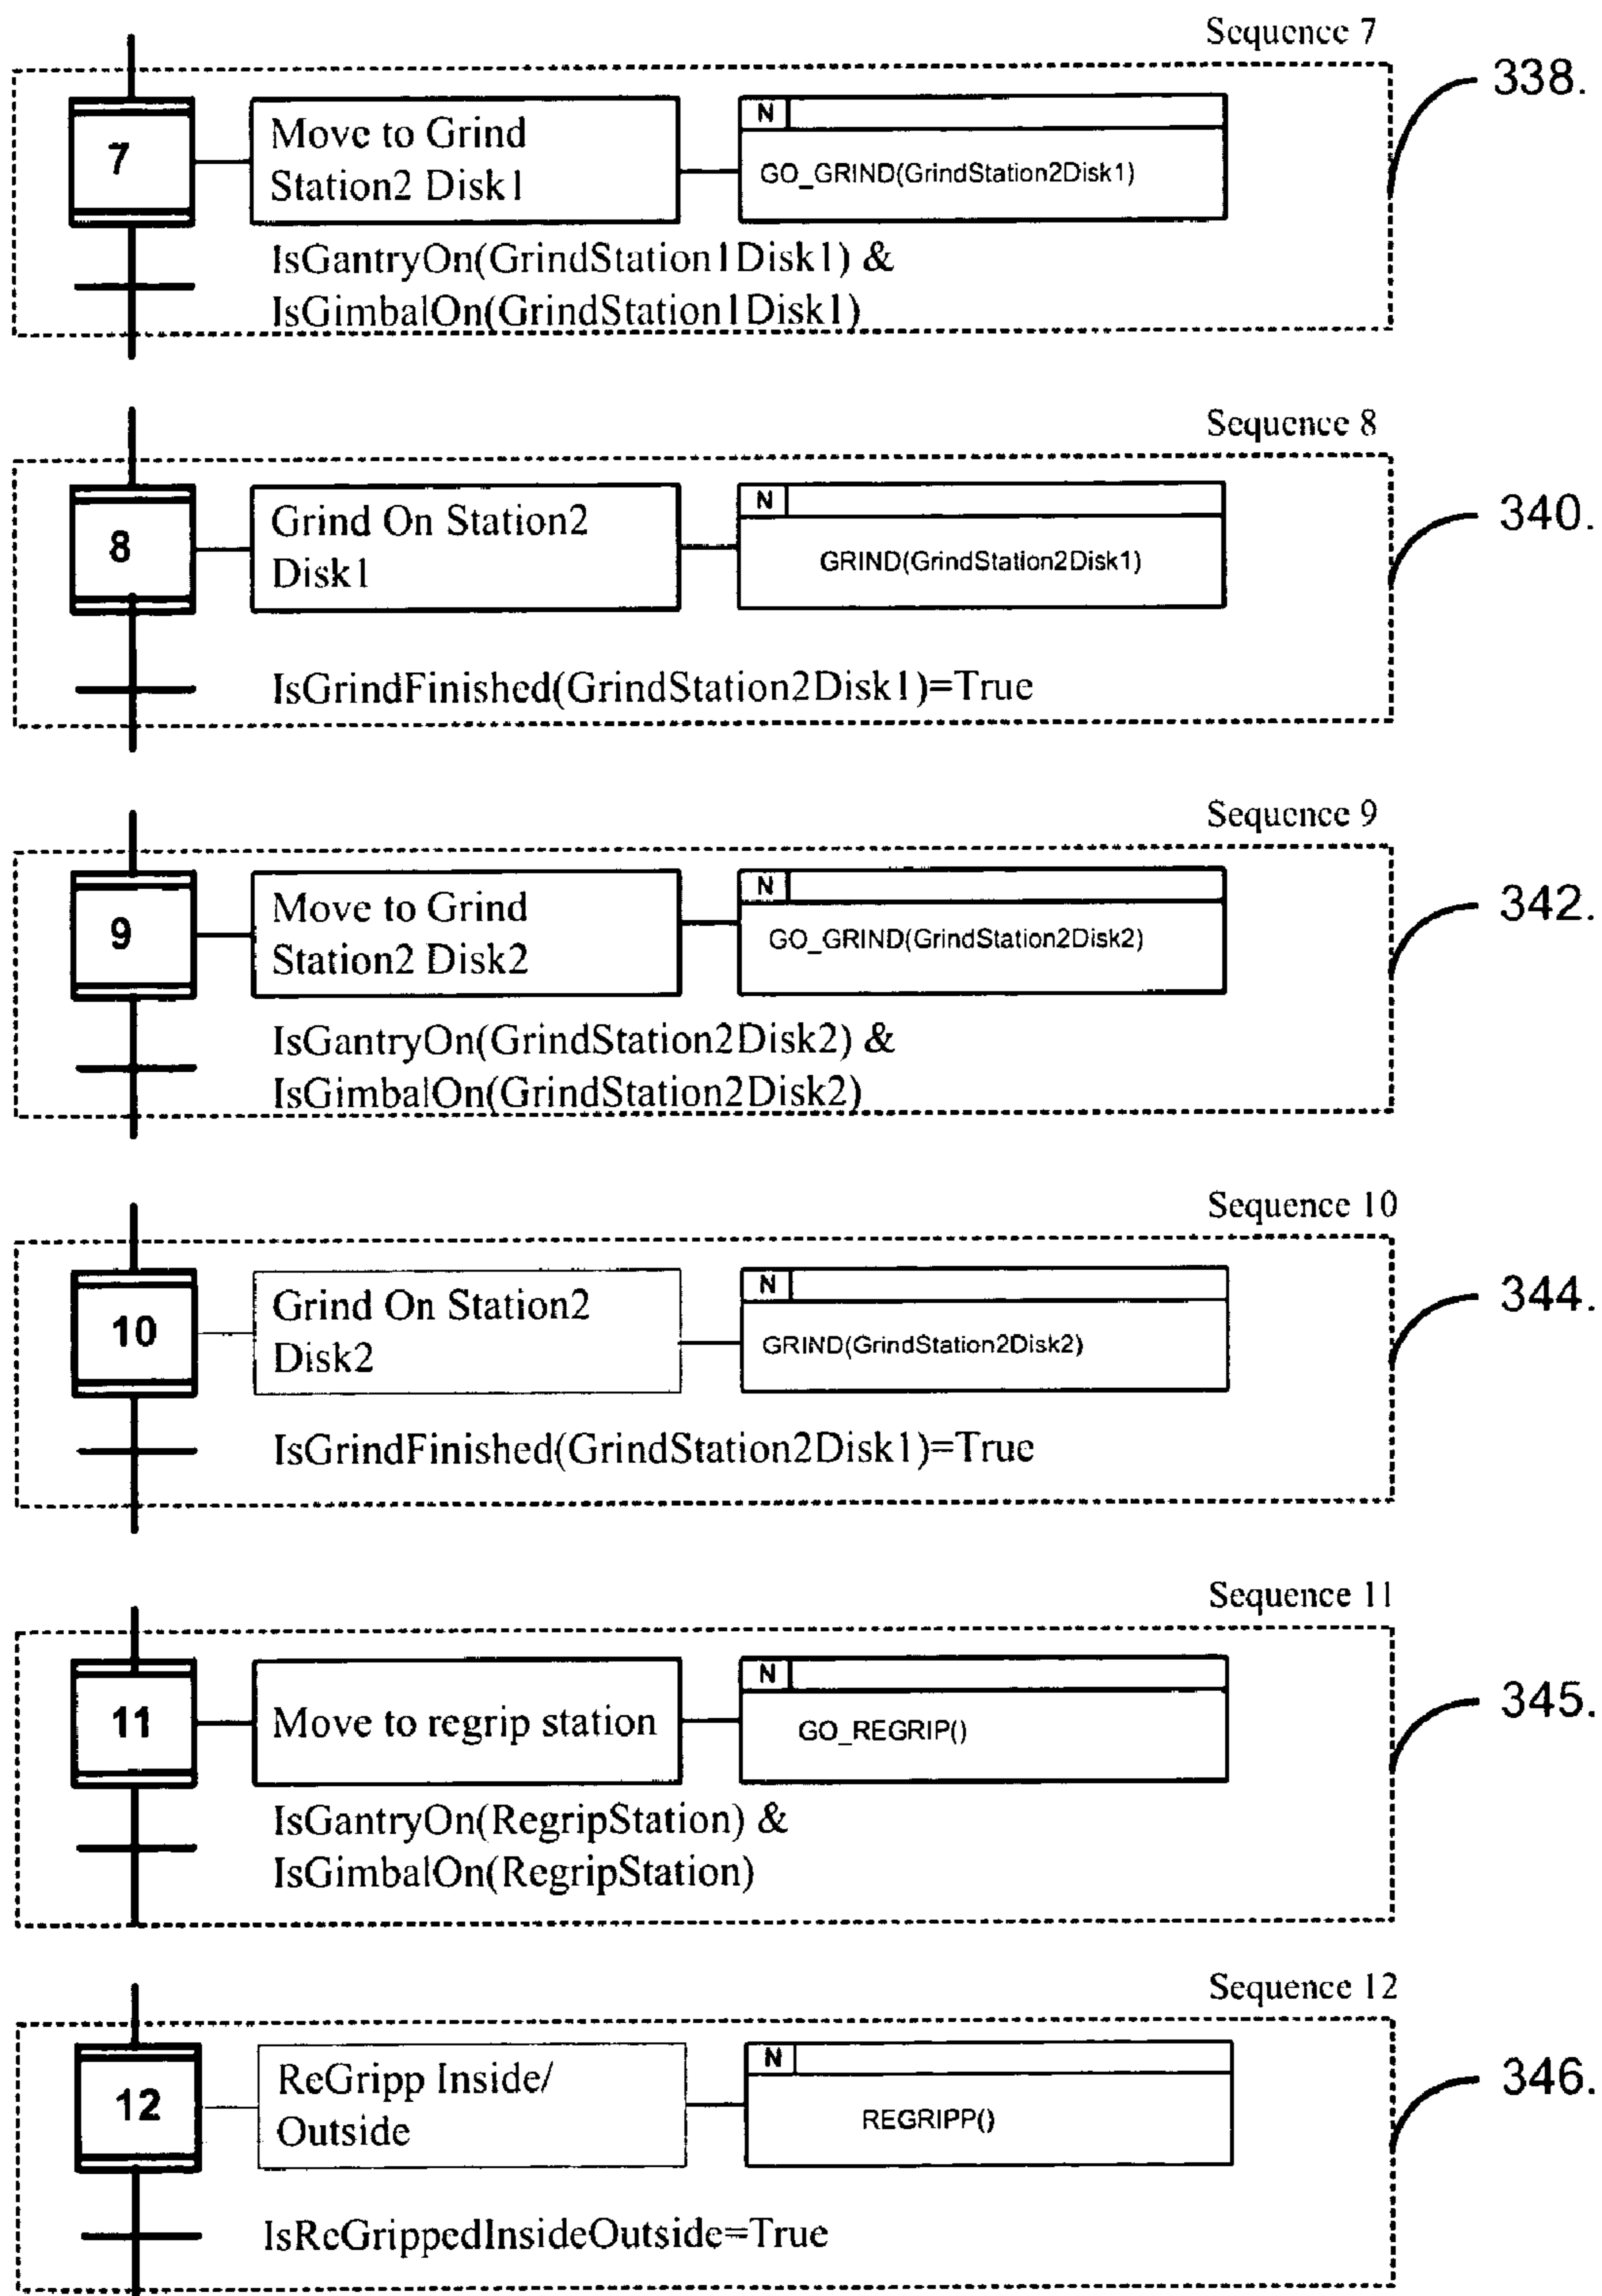 Sequence 7
338.
7
Move to Grind
Station2 Disk1
N
GO_GRIND(GrindStation2Disk1)
IsGantryOn(GrindStation1Disk1) &
IsGimbalOn(GrindStation1Disk1)
Sequence 8
340.
8
Grind On Station2
Disk1
N
GRIND(GrindStation2Disk1)
IsGrindFinished(GrindStation2Disk1)=True
Sequence 9
342.
9
Move to Grind
Station2 Disk2
N
GO_GRIND(GrindStation2Disk2)
IsGantryOn(GrindStation2Disk2) &
IsGimbalOn(GrindStation2Disk2)
Sequence 10
344.
10
Grind On Station2
Disk2
N
GRIND(GrindStation2Disk2)
IsGrindFinished(GrindStation2Disk1)=True
Sequence 11
345.
11
Move to regrip station
N
GO_REGRIP()
IsGantryOn(RegripStation) &
IsGimbalOn(RegripStation)
Sequence 12
346.
12
ReGripp Inside/
Outside
N
REGRIPP()
IsReGrippedInsideOutside=True